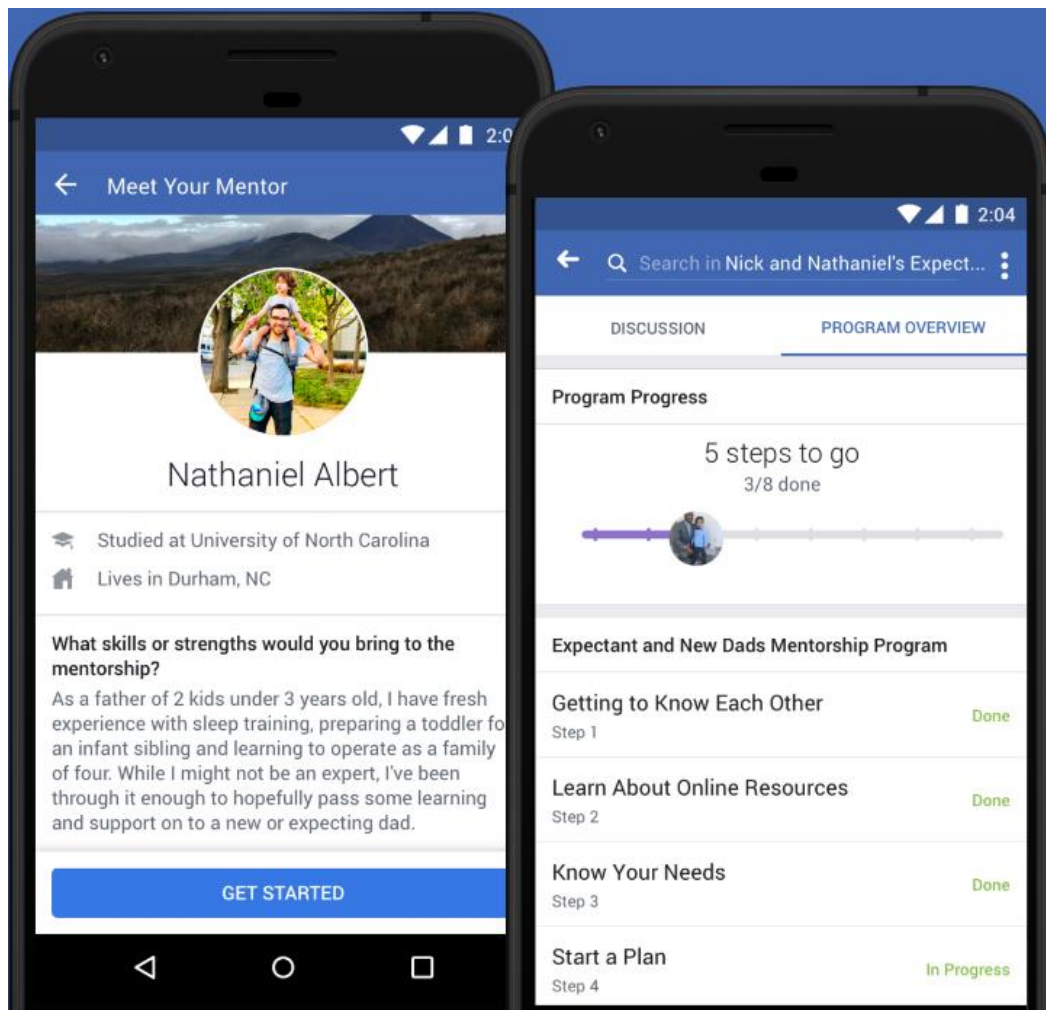 2:0
Meet Your Mentor
Nathaniel Albert
Studied at University of North Carolina
Lives in Durham, NC
What skills or strengths would you bring to the
mentorship?
As a father of 2 kids under 3 years old, I have fresh
experience with sleep training, preparing a toddler fo
an infant sibling and learning to operate as a family
of four. While I might not be an expert, I've been
through it enough to hopefully pass some learning
and support on to a new or expecting dad.
GET STARTED
2:04
Search in Nick and Nathaniel's Expect...
DISCUSSION
PROGRAM OVERVIEW
Program Progress
5 steps to go
3/8 done
Expectant and New Dads Mentorship Program
Getting to Know Each Other
Step 1
Done
Learn About Online Resources
Step 2
Done
Know Your Needs
Step 3
Done
Start a Plan
Step 4
In Progress